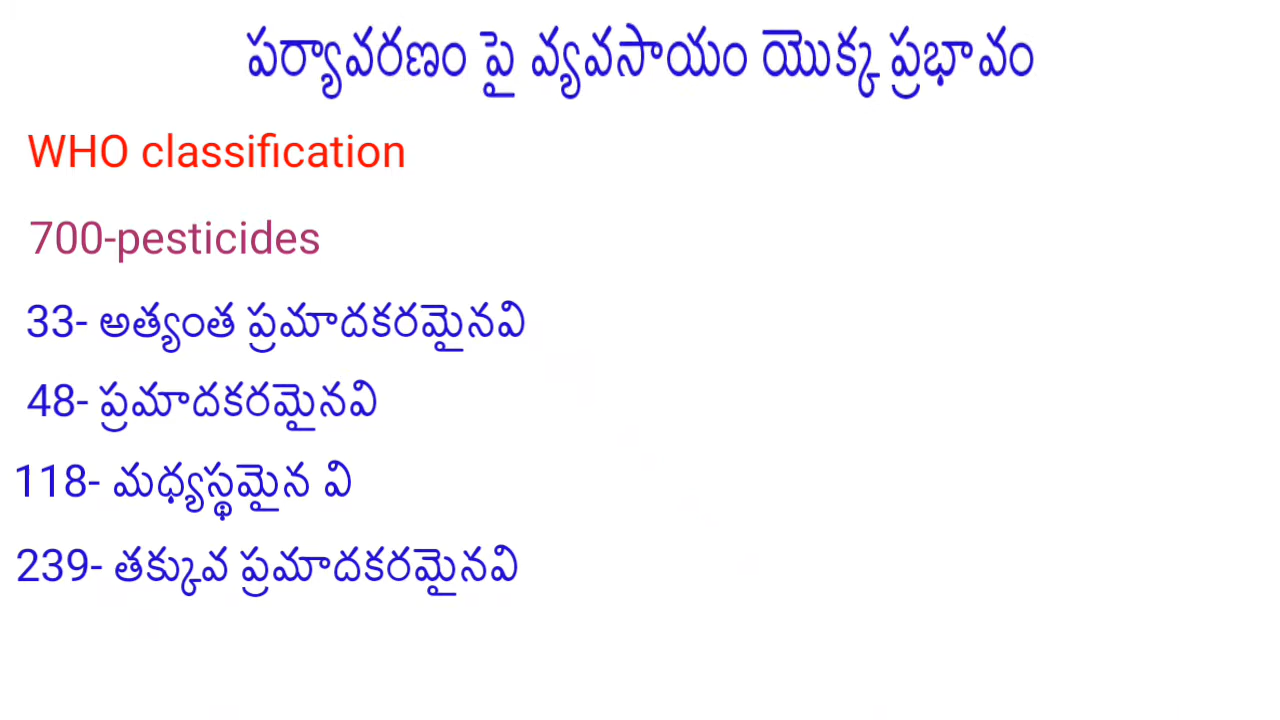 పర్యావరణం పై వ్యవసాయం యొక్క ప్రభావం
WHO classification
700-pesticides
33- అత్యంత ప్రమాదకరమైనవి
48- ప్రమాదకరమైనవి
118- మధ్యస్థమైన వి
239- తక్కువ ప్రమాదకరమైనవి